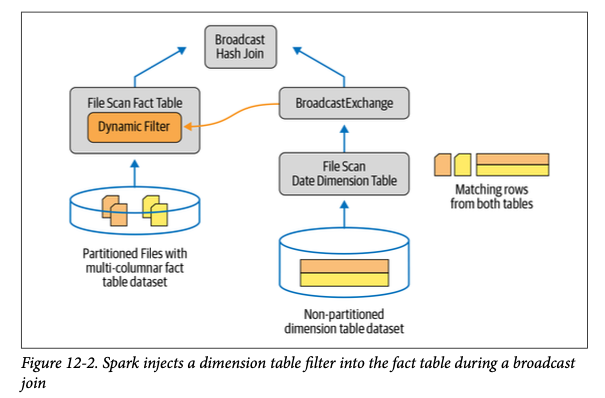 Broadcast
Hash Join
File Scan Fact Table
Dynamic Filter
BroadcastExchange
File Scan
Date Dimension Table
Matching rows
from both tables
Partitioned Files with
multi-columnar fact
table dataset
Non-partitioned
dimension table dataset
Figure 12-2. Spark injects a dimension table filter into the fact table during a broadcast
join